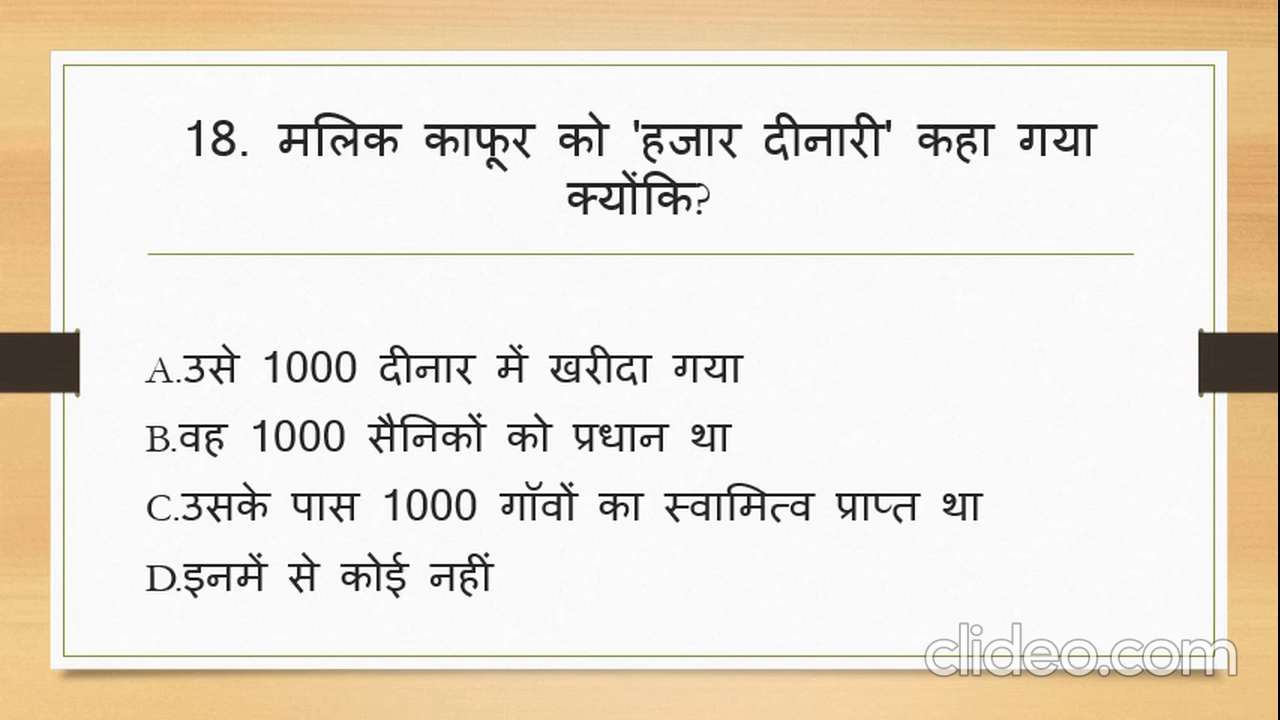 18. मलिक काफूर को 'हजार दीनारी' कहा गया
क्योंकि?
A.उसे 1000 दीनार में खरीदा गया
B.वह 1000 सैनिकों को प्रधान था
C.उसके पास 1000 गॉवों का स्वामित्व प्राप्त था
D.इनमें से कोई नहीं
clideo.com